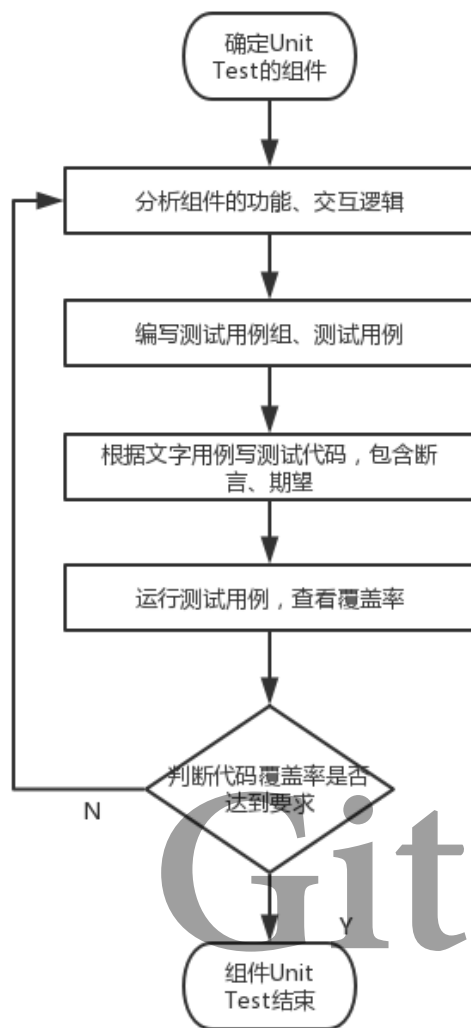 确定Unit
Test的组件
分析组件的功能、交互逻辑
编写测试用例组、测试用例
根据文字用例写测试代码，包含断
言、期望
运行测试用例，查看覆盖率
判断代码覆盖率是否
达到要求
N
Git
Y
组件Unit
Test结束